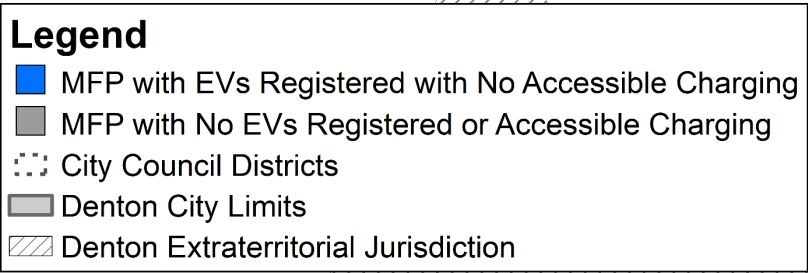 Legend
MFP with EVs Registered with No Accessible Charging
MFP with No EVs Registered or Accessible Charging
City Council Districts
Denton City Limits
Denton Extraterritorial Jurisdiction